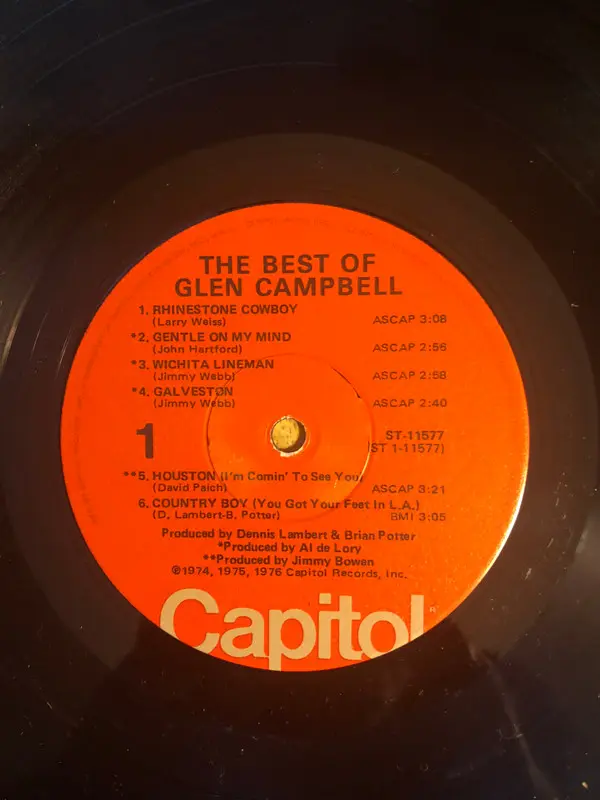 THE BEST OF
GLEN CAMPBELL
1. RHINESTONE COWBOY
(Larry Weiss) ASCAP 3:08
*2. GENTLE ON MY MIND
(John Hartford) ASCAP 2:56
*3. WICHITA LINEMAN
(Jimmy Webb) ASCAP 2:58
*4. GALVESTON
(Jimmy Webb) ASCAP 2:40
1
ST-11577
(ST 1-11577)
**5. HOUSTON (I'm Comin' To See You)
(David Paich) ASCAP 3:21
6. COUNTRY BOY (You Got Your Feet In L.A.)
(D. Lambert-B. Potter) BMI 3:05
Produced by Dennis Lambert & Brian Potter
*Produced by Al de Lory
**Produced by Jimmy Bowen
℗1974, 1975, 1976 Capitol Records, Inc.
Capitol®